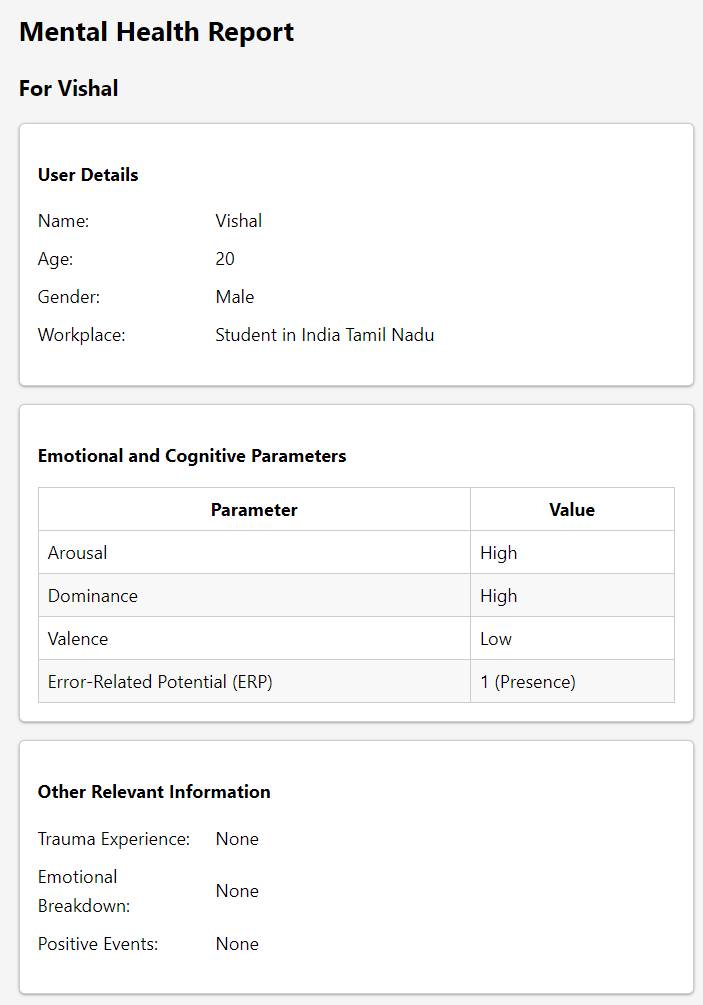 Mental Health Report
For Vishal
User Details
Name: Vishal
Age: 20
Gender: Male
Workplace: Student in India Tamil Nadu
Emotional and Cognitive Parameters
Parameter Value
Arousal High
Dominance High
Valence Low
Error-Related Potential (ERP) 1 (Presence)
Other Relevant Information
Trauma Experience: None
Emotional
Breakdown: None
Positive Events: None